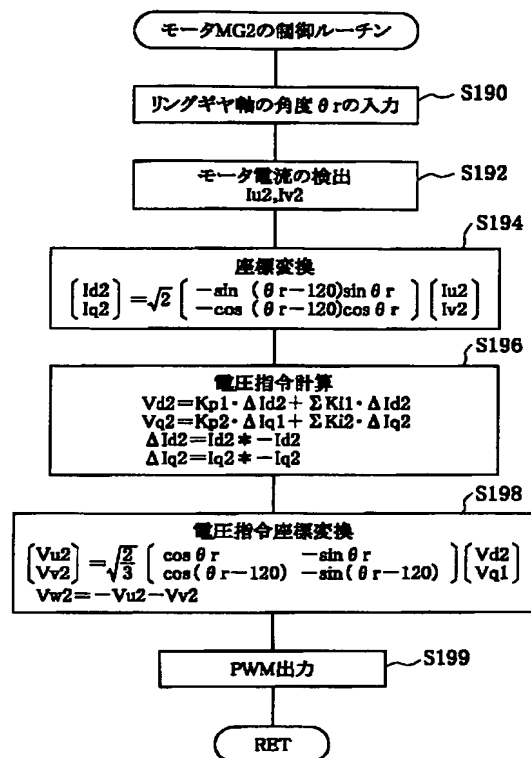 モータMG2の制御ルーチン
リングギヤ軸の角度θrの入力
S190
モータ電流の検出
Iu2,Iv2
S192
S194
座標変換
[Id2] =√2 [−sin (θr−120)sinθr] [Iu2]
[Iq2] [−cos (θr−120)cosθr] [Iv2]
S196
電圧指令計算
Vd2=Kp1・ΔId2+ΣKi1・ΔId2
Vq2=Kp2・ΔIq1+ΣKi2・ΔIq2
ΔId2=Id2*−Id2
ΔIq2=Iq2*−Iq2
S198
電圧指令座標変換
[Vu2] =√2/3 [cosθr −sinθr] [Vd2]
[Vv2] [cos(θr−120) −sin(θr−120)] [Vq1]
Vw2=−Vu2−Vv2
S199
PWM出力
RET